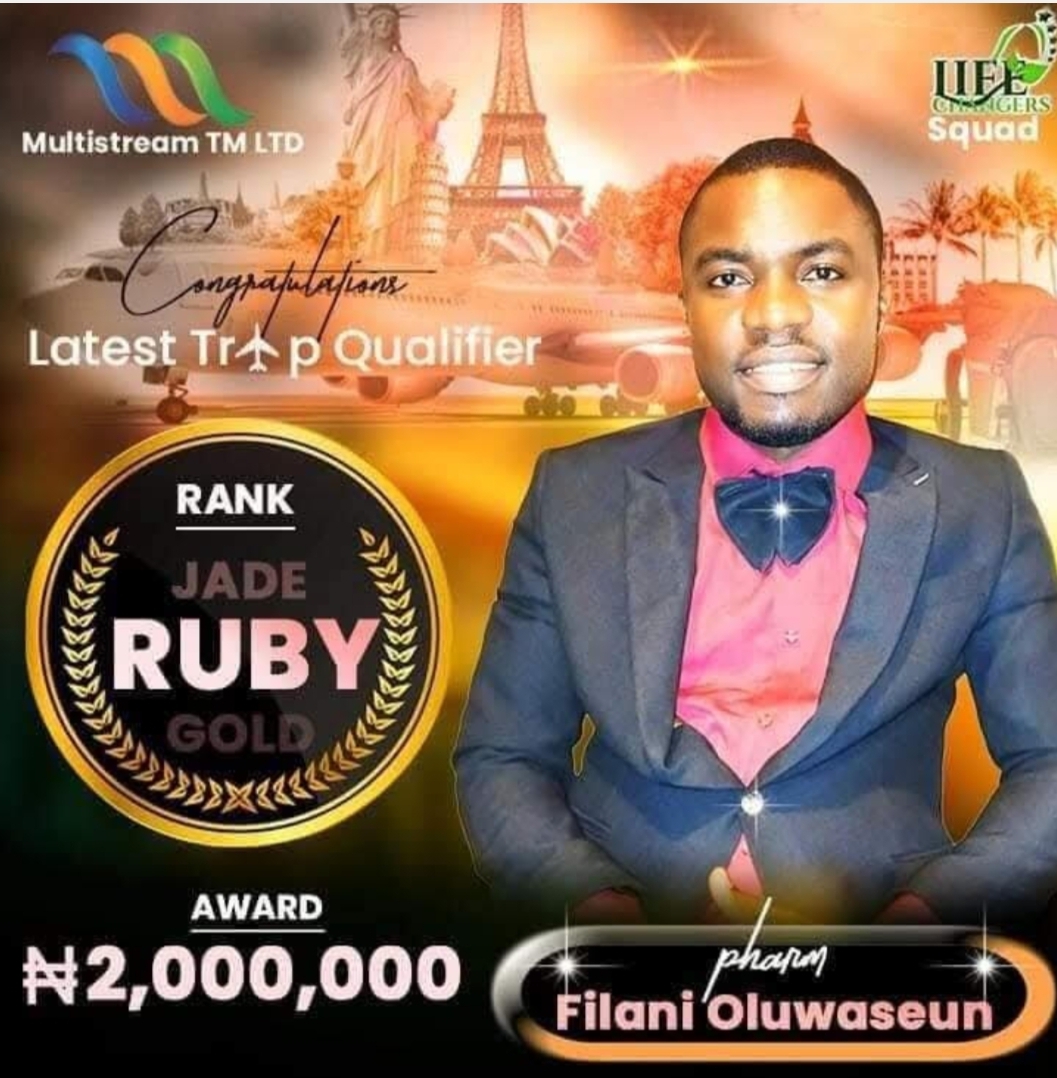 Multistream TM LTD
LIFE
CHANGERS
Squad
Congratulations
Latest Trip Qualifier
RANK
JADE
RUBY
GOLD
AWARD
₦2,000,000
pharm
Filani Oluwaseun